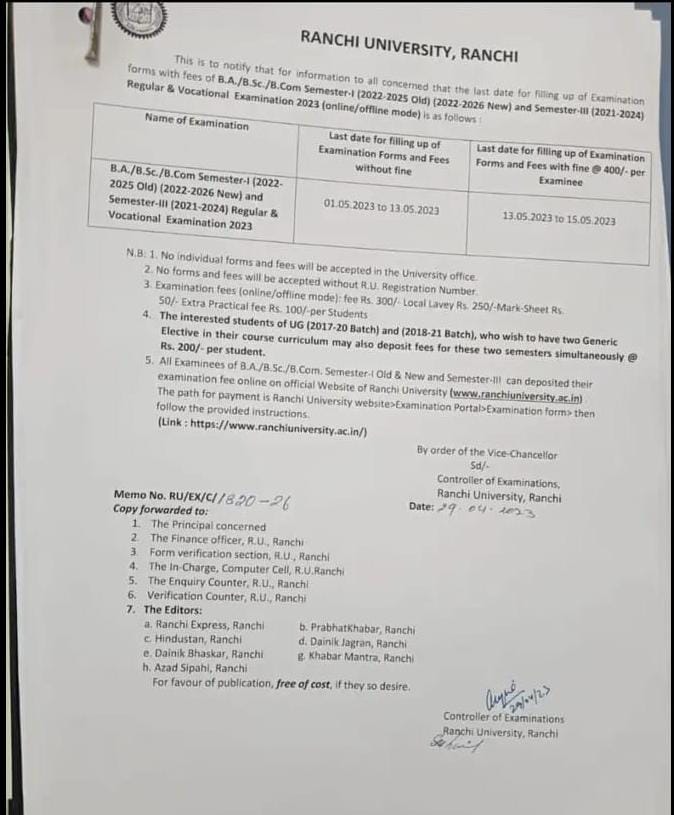 RANCHI UNIVERSITY, RANCHI
This is to notify that for information to all concerned that the last date for filling up of Examination
forms with fees of B.A./B.Sc./B.Com Semester-I (2022-2025 Old) (2022-2026 New) and Semester-III (2021-2024)
Regular & Vocational Examination 2023 (online/offline mode) is as follows :
Name of Examination
Last date for filling up of
Examination Forms and Fees
without fine
Last date for filling up of Examination
Forms and Fees with fine @ 400/- per
Examinee
B.A./B.Sc./B.Com Semester-I (2022-
2025 Old) (2022-2026 New) and
Semester-III (2021-2024) Regular &
Vocational Examination 2023
01.05.2023 to 13.05.2023
13.05.2023 to 15.05.2023
N.B: 1. No individual forms and fees will be accepted in the University office.
2. No forms and fees will be accepted without R.U. Registration Number.
3. Examination fees (online/offline mode): fee Rs. 300/- Local Lavey Rs. 250/-Mark-Sheet Rs.
50/- Extra Practical fee Rs. 100/-per Students
4. The interested students of UG (2017-20 Batch) and (2018-21 Batch), who wish to have two Generic
Elective in their course curriculum may also deposit fees for these two semesters simultaneously @
Rs. 200/- per student.
5. All Examinees of B.A./B.Sc./B.Com. Semester-I Old & New and Semester-III can deposited their
examination fee online on official Website of Ranchi University (www.ranchiuniversity.ac.in)
The path for payment is Ranchi University website>Examination Portal>Examination form> then
follow the provided instructions.
(Link : https://www.ranchiuniversity.ac.in/)
By order of the Vice-Chancellor
Sd/-
Controller of Examinations,
Ranchi University, Ranchi
Date: 29.04.2023
Memo No. RU/EX/C/1820-26
Copy forwarded to:
1. The Principal concerned
2. The Finance officer, R.U., Ranchi
3. Form verification section, R.U., Ranchi
4. The In-Charge, Computer Cell, R.U.Ranchi
5. The Enquiry Counter, R.U., Ranchi
6. Verification Counter, R.U., Ranchi
7. The Editors:
a. Ranchi Express, Ranchi b. PrabhatKhabar, Ranchi
c. Hindustan, Ranchi d. Dainik Jagran, Ranchi
e. Dainik Bhaskar, Ranchi g. Khabar Mantra, Ranchi
h. Azad Sipahi, Ranchi
For favour of publication, free of cost, if they so desire.
29/04/23
Controller of Examinations
Ranchi University, Ranchi